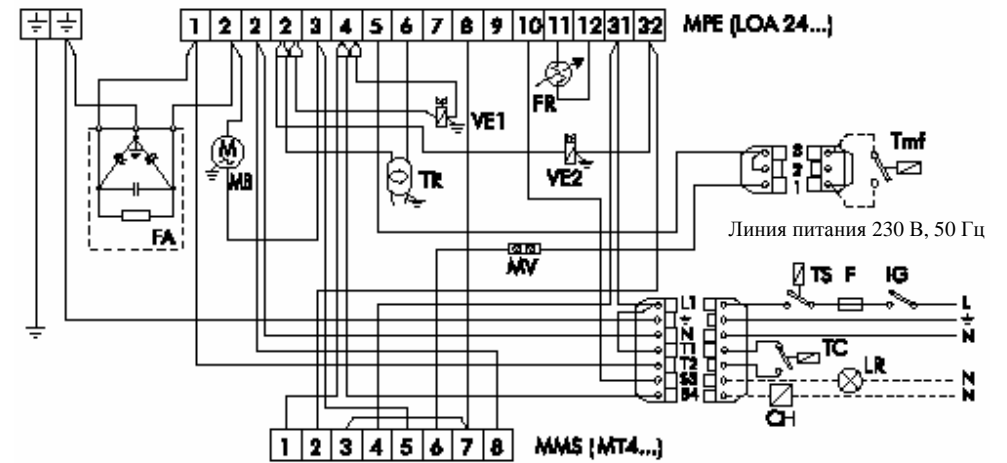 1 2 2 2 3 4 5 6 7 8 9 10 11 12 31 32 MPE (LOA 24...)
FR
VE1
M
MB
TR
VE2
Tmf
3
2
1
FA
Линия питания 230 В, 50 Гц
MV
TS F IG
L1 L
N N
T1 TC
T2 LR
S3 N
B4 N
CH
1 2 3 4 5 6 7 8 MMS (MT4...)